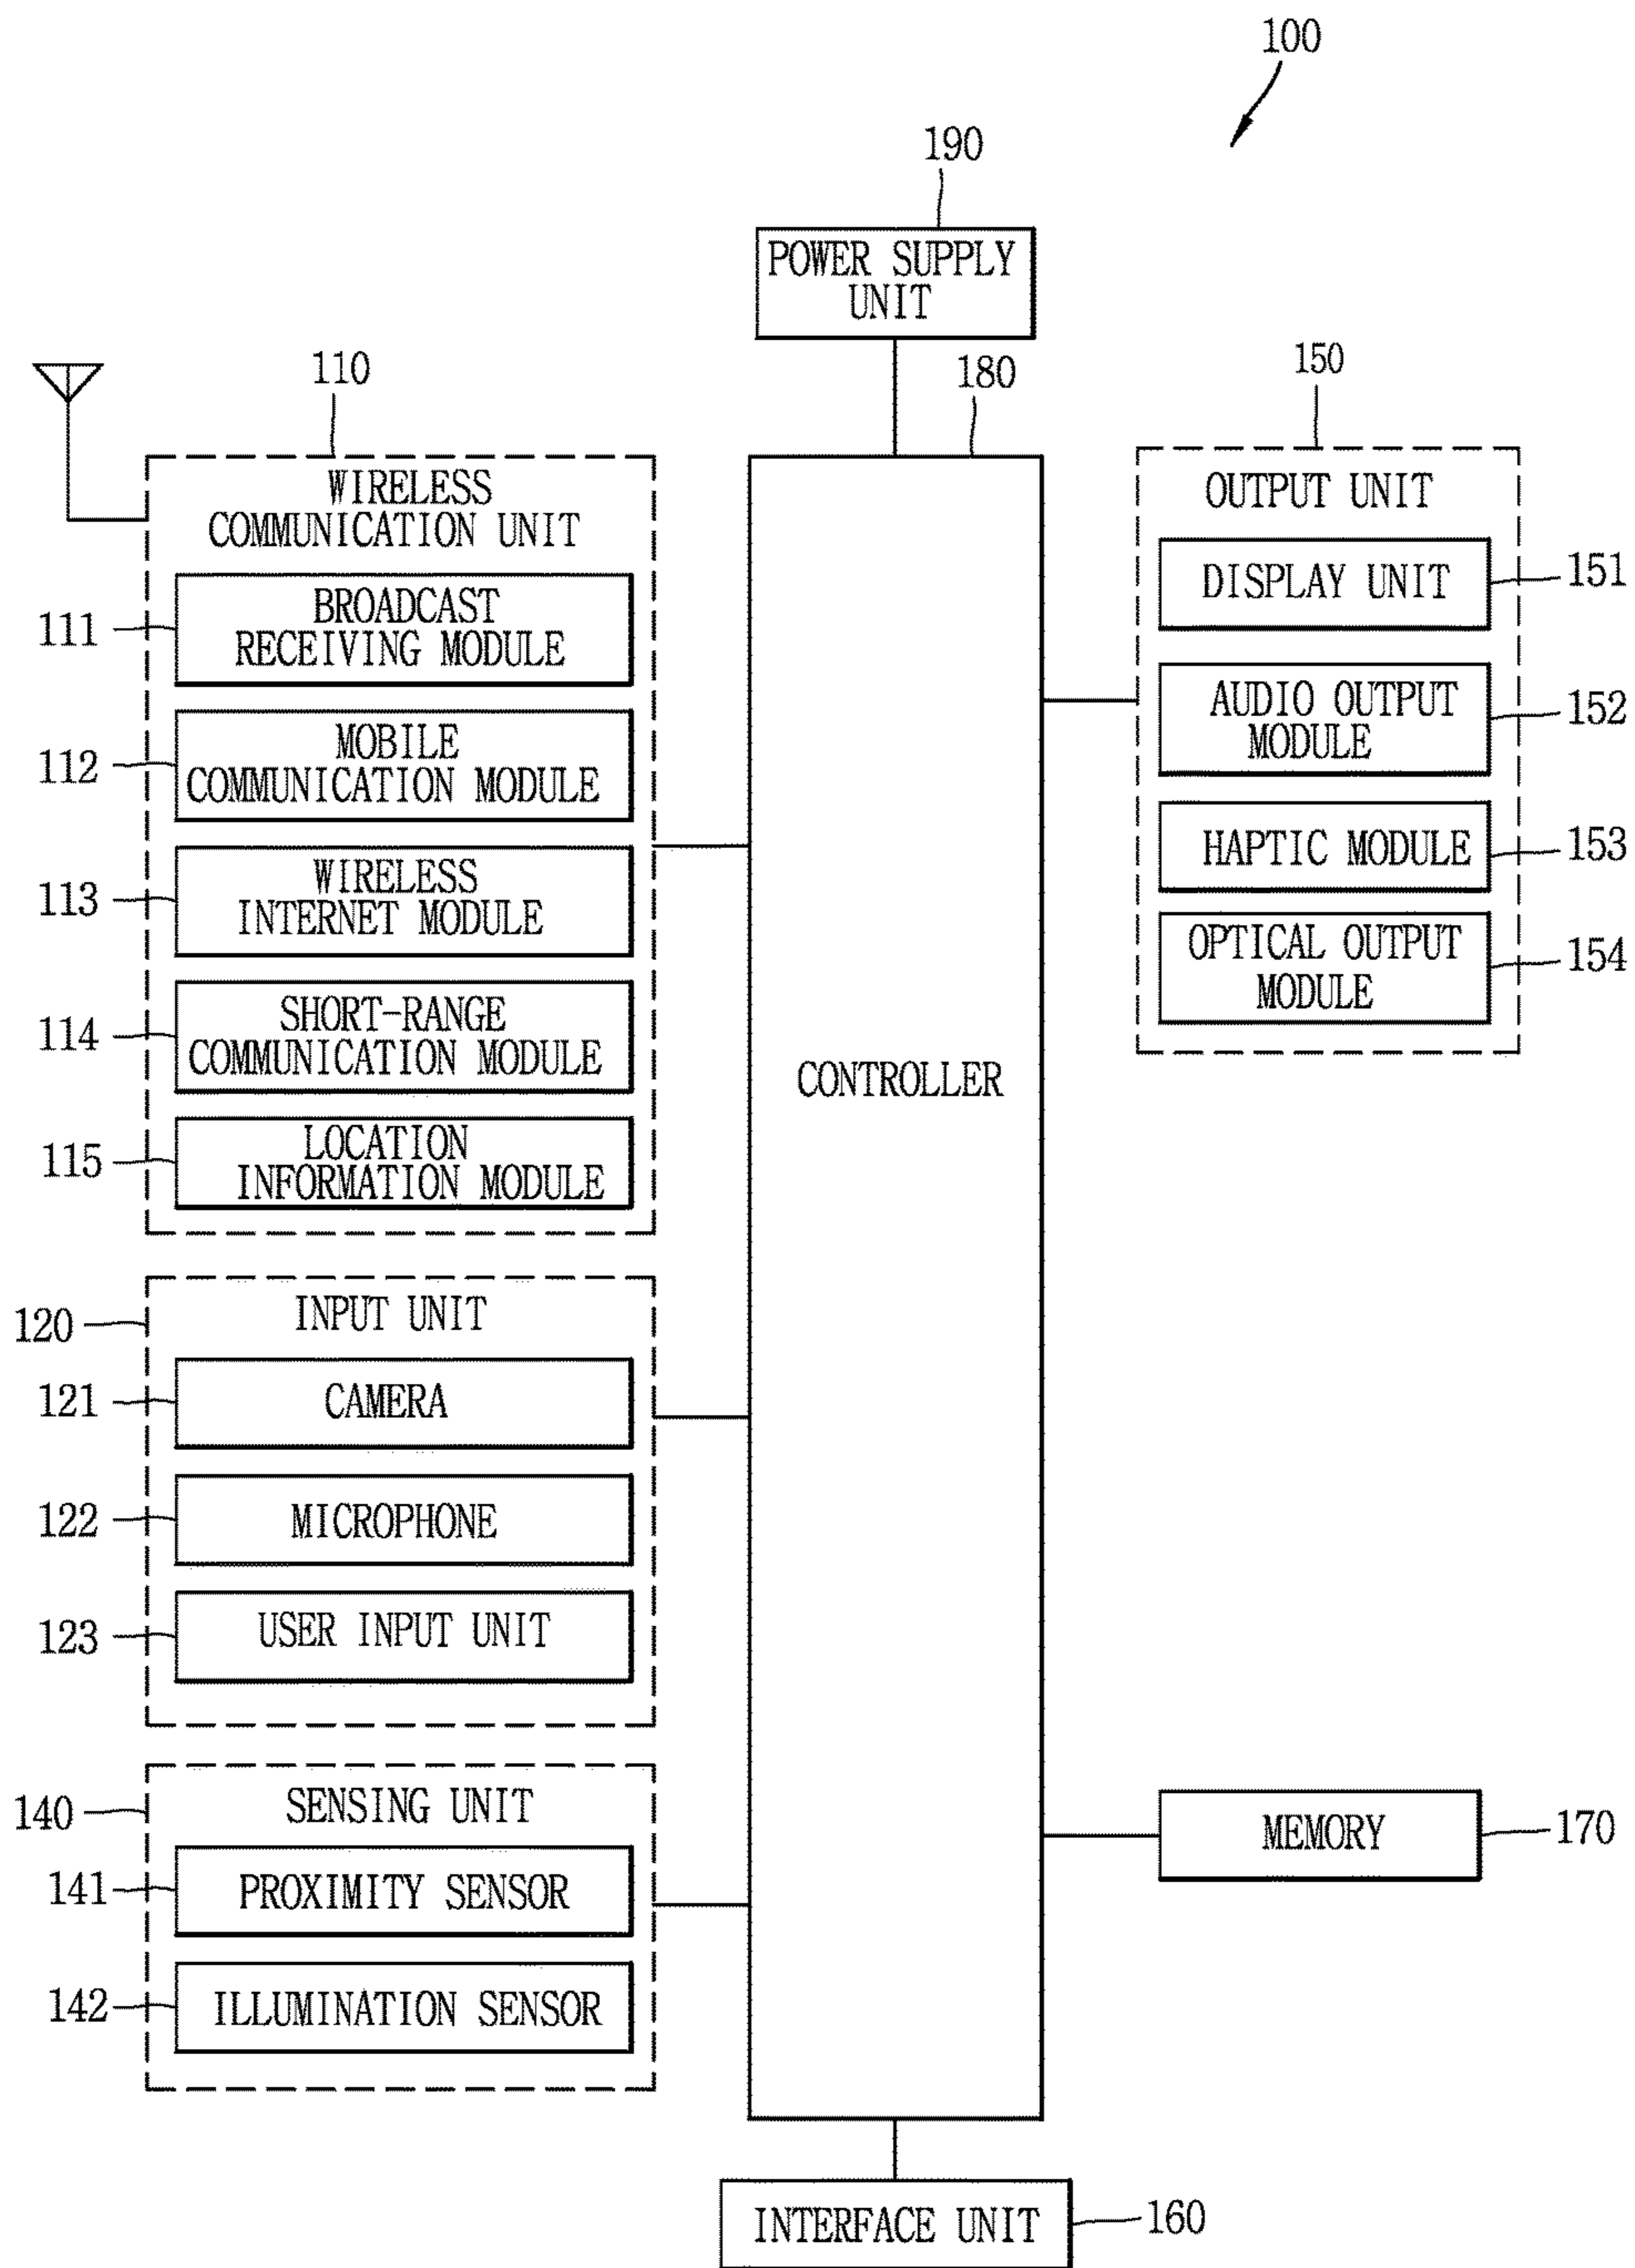 100
190
POWER SUPPLY
UNIT
110
180
150
WIRELESS
COMMUNICATION UNIT
111
BROADCAST
RECEIVING MODULE
112
MOBILE
COMMUNICATION MODULE
113
WIRELESS
INTERNET MODULE
114
SHORT-RANGE
COMMUNICATION MODULE
115
LOCATION
INFORMATION MODULE
120
INPUT UNIT
121
CAMERA
122
MICROPHONE
123
USER INPUT UNIT
140
SENSING UNIT
141
PROXIMITY SENSOR
142
ILLUMINATION SENSOR
CONTROLLER
OUTPUT UNIT
DISPLAY UNIT
151
AUDIO OUTPUT
MODULE
152
HAPTIC MODULE
153
OPTICAL OUTPUT
MODULE
154
MEMORY
170
INTERFACE UNIT
160